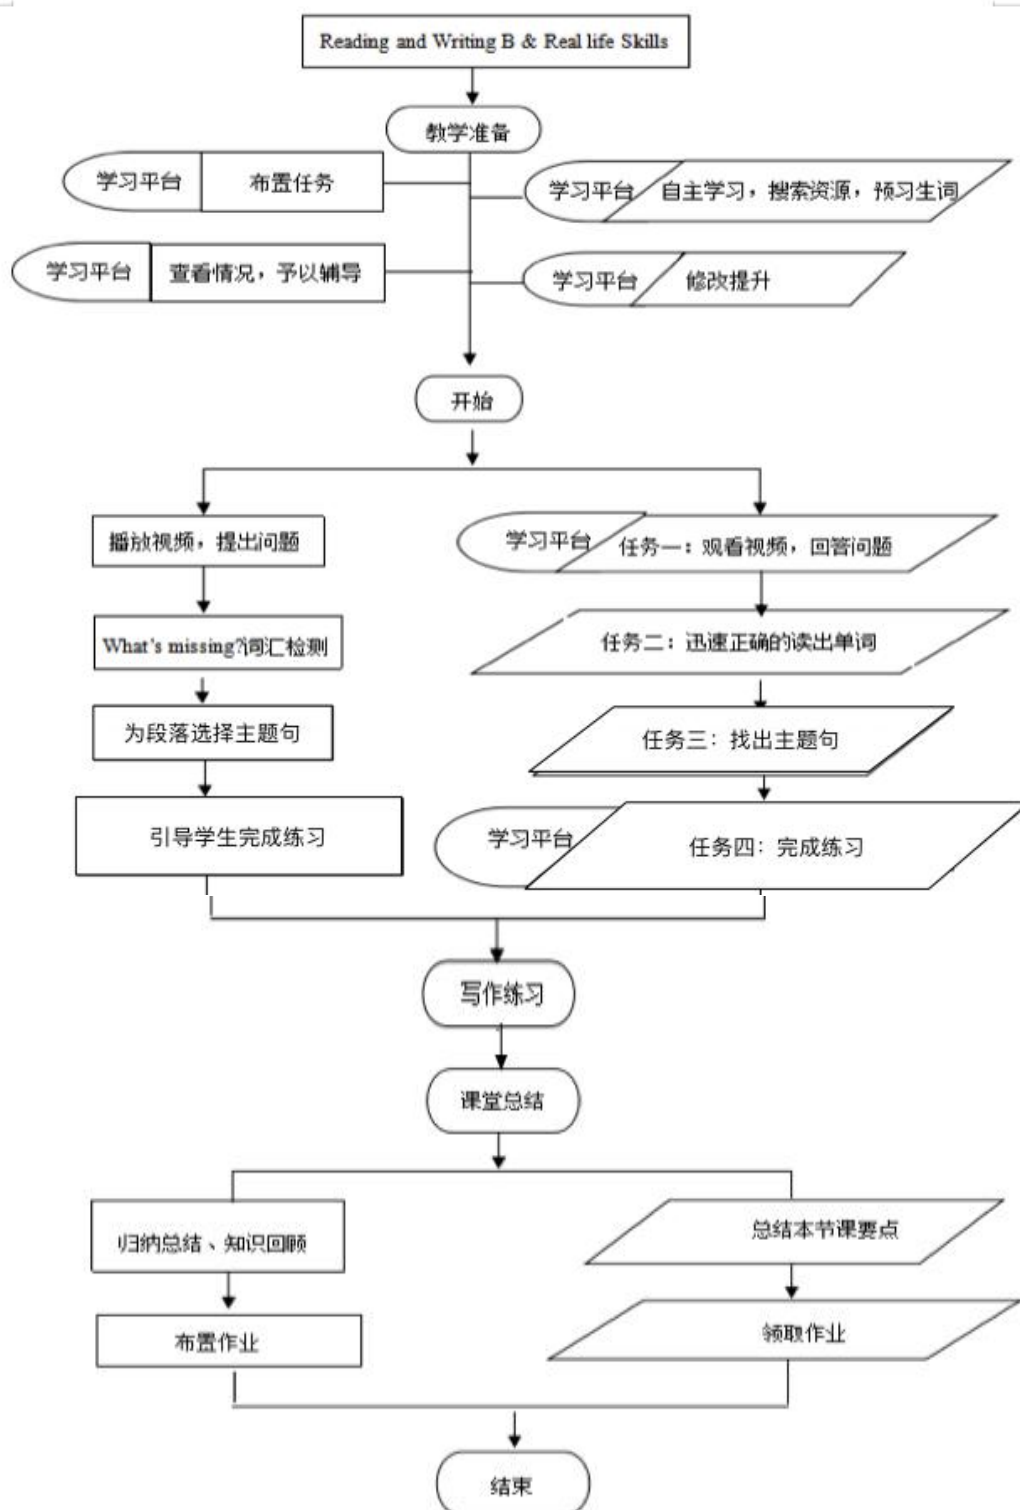 Reading and Writing B & Real life Skills
教学准备
学习平台 布置任务
学习平台 自主学习，搜索资源，预习生词
学习平台 查看情况，予以辅导
学习平台 修改提升
开始
播放视频，提出问题
学习平台 任务一：观看视频，回答问题
What's missing?词汇检测
任务二：迅速正确的读出单词
为段落选择主题句
任务三：找出主题句
引导学生完成练习
学习平台 任务四：完成练习
写作练习
课堂总结
归纳总结、知识回顾
总结本节课要点
布置作业
领取作业
结束